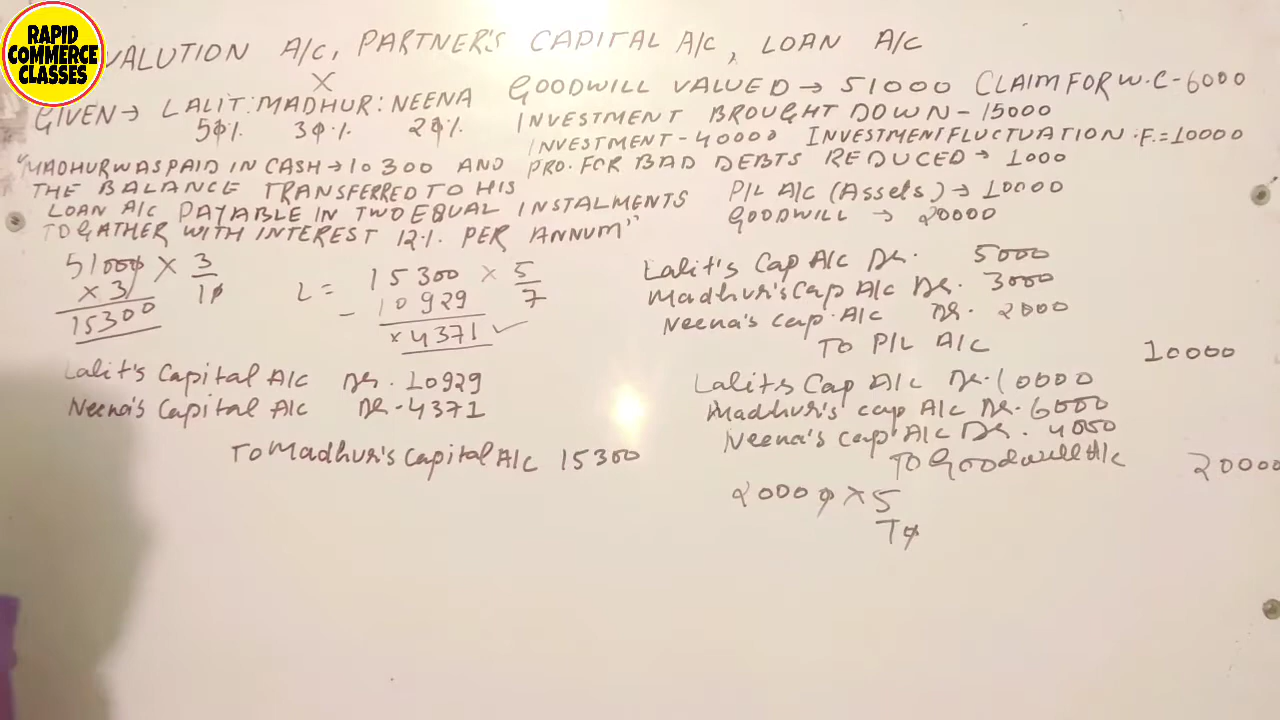 RAPID
COMMERCE
CLASSES
VALUTION A/C, PARTNER'S CAPITAL A/C, LOAN A/C
X
GIVEN → LALIT:MADHUR:NEENA
50% 30% 20%
GOODWILL VALUED → 51000 CLAIM FOR W.C-6000
INVESTMENT BROUGHT DOWN-15000
INVESTMENT-40000 INVESTMENT FLUCTUATION.F.=10000
"MADHUR WAS PAID IN CASH → 10300 AND
THE BALANCE TRANSFERRED TO HIS
LOAN A/C PAYABLE IN TWO EQUAL INSTALMENTS
TOGATHER WITH INTEREST 12% PER ANNUM"
PRO. FOR BAD DEBTS REDUCED → 1000
P/L A/C (Assets) → 10000
GOODWILL → 20000
51000 × 3/10
×3
15300
L = 15300 × 5/7
- 10929
×4371 ✓
Lalit's Capital A/C Dr. 10929
Neena's Capital A/C Dr. 4371
To Madhur's Capital A/C 15300
Lalit's Cap A/C Dr. 5000
Madhur's Cap A/C Dr. 3000
Neena's Cap. A/C Dr. 2000
To P/L A/C 10000
Lalit's Cap A/C Dr. 10000
Madhur's Cap A/C Dr. 6000
Neena's Cap A/C Dr. 4000
To Goodwill A/c 20000
20000 × 5
10